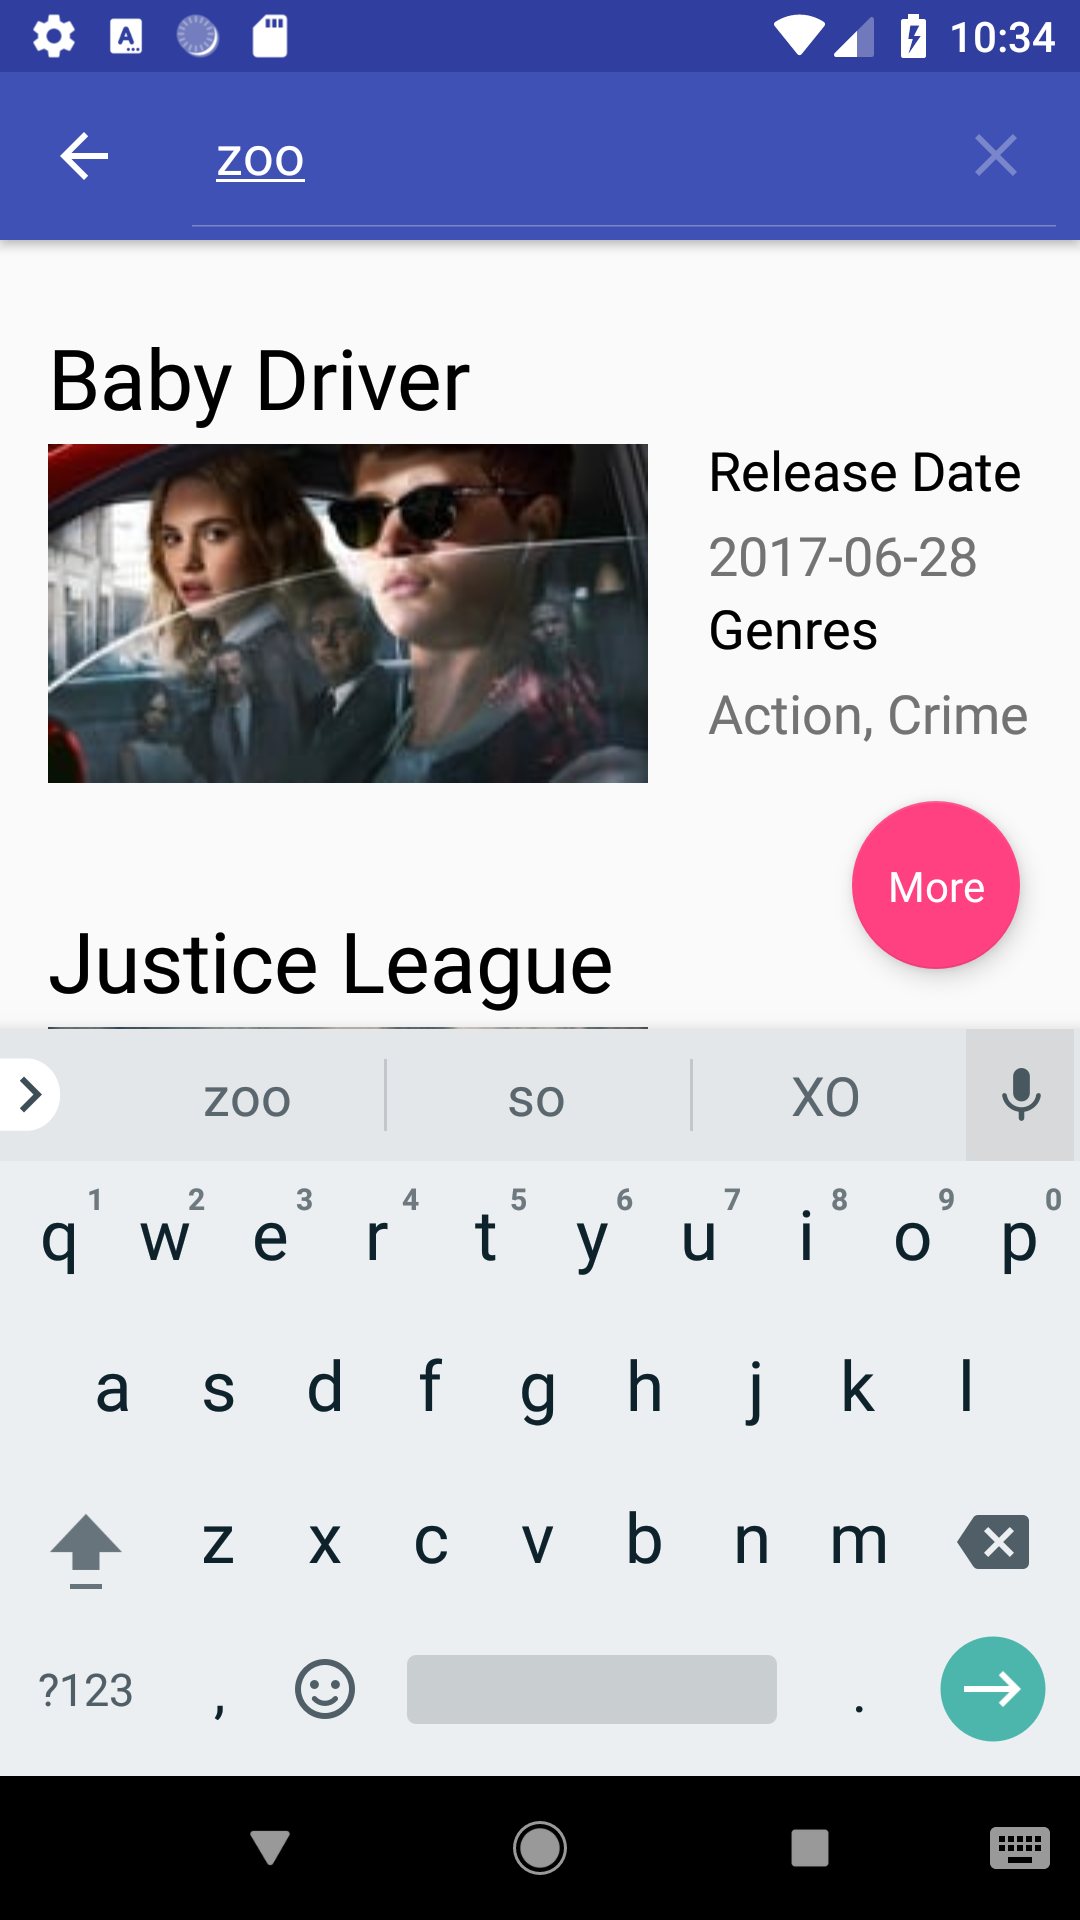 10:34
zoo
Baby Driver
Release Date
2017-06-28
Genres
Action, Crime
More
Justice League
zoo so XO
1 2 3 4 5 6 7 8 9 0
q w e r t y u i o p
a s d f g h j k l
z x c v b n m
?123 , .